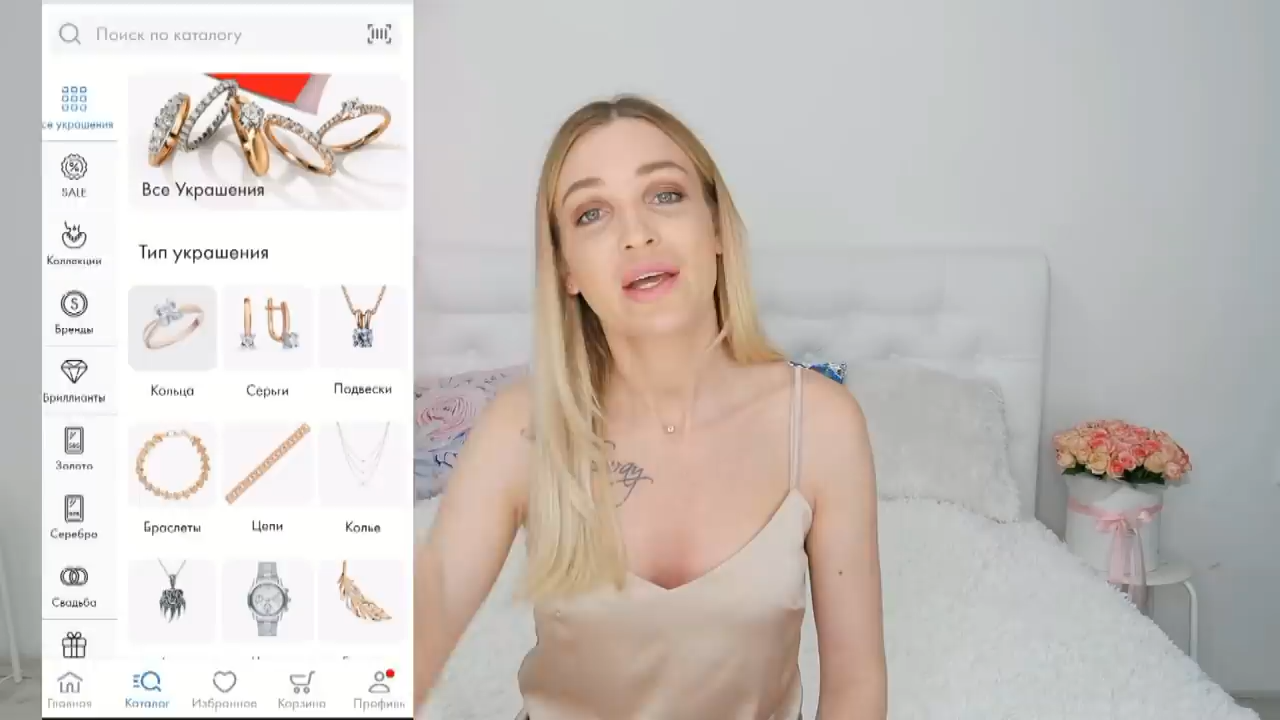 Поиск по каталогу
се украшения
SALE
Коллекции
Бренды
Бриллианты
Золото
Серебро
Свадьба
Все Украшения
Тип украшения
Кольца
Серьги
Подвески
Браслеты
Цепи
Колье
Главная
Каталог
Избранное
Корзина
Профиль